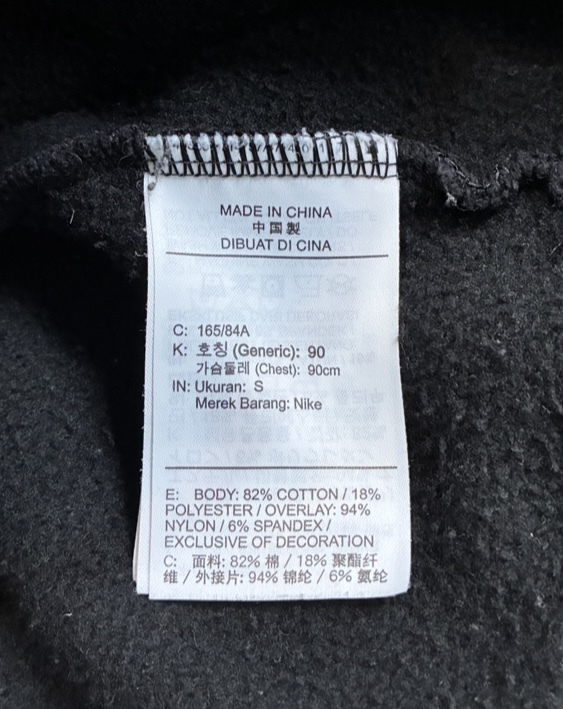 MADE IN CHINA
中国製
DIBUAT DI CINA
C: 165/84A
K: 호칭 (Generic): 90
가슴둘레 (Chest): 90cm
IN: Ukuran: S
Merek Barang: Nike
E: BODY: 82% COTTON / 18%
POLYESTER / OVERLAY: 94%
NYLON / 6% SPANDEX /
EXCLUSIVE OF DECORATION
C: 面料: 82% 棉 / 18% 聚酯纤
维 / 外接片: 94% 锦纶 / 6% 氨纶